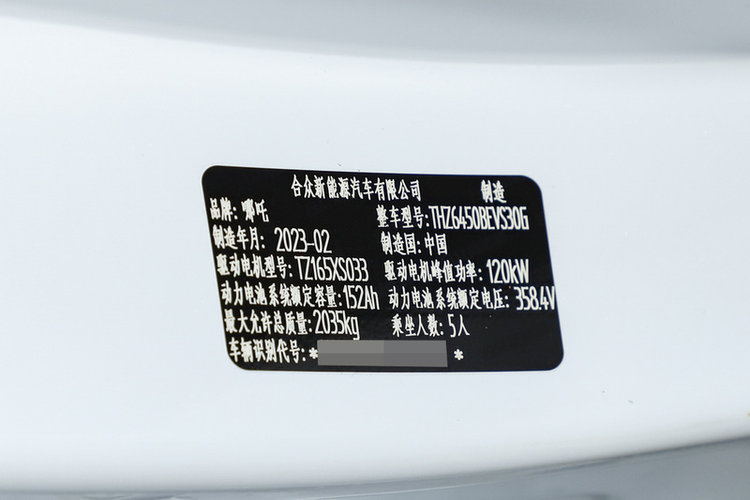 合众新能源汽车有限公司 制造
品牌: 哪吒 整车型号: THZ6450BEVS30G
制造年月: 2023-02 制造国: 中国
驱动电机型号: TZ165XS033 驱动电机峰值功率: 120kW
动力电池系统额定容量: 152Ah 动力电池系统额定电压: 358.4V
最大允许总质量: 2035kg 乘坐人数: 5人
车辆识别代号: * *